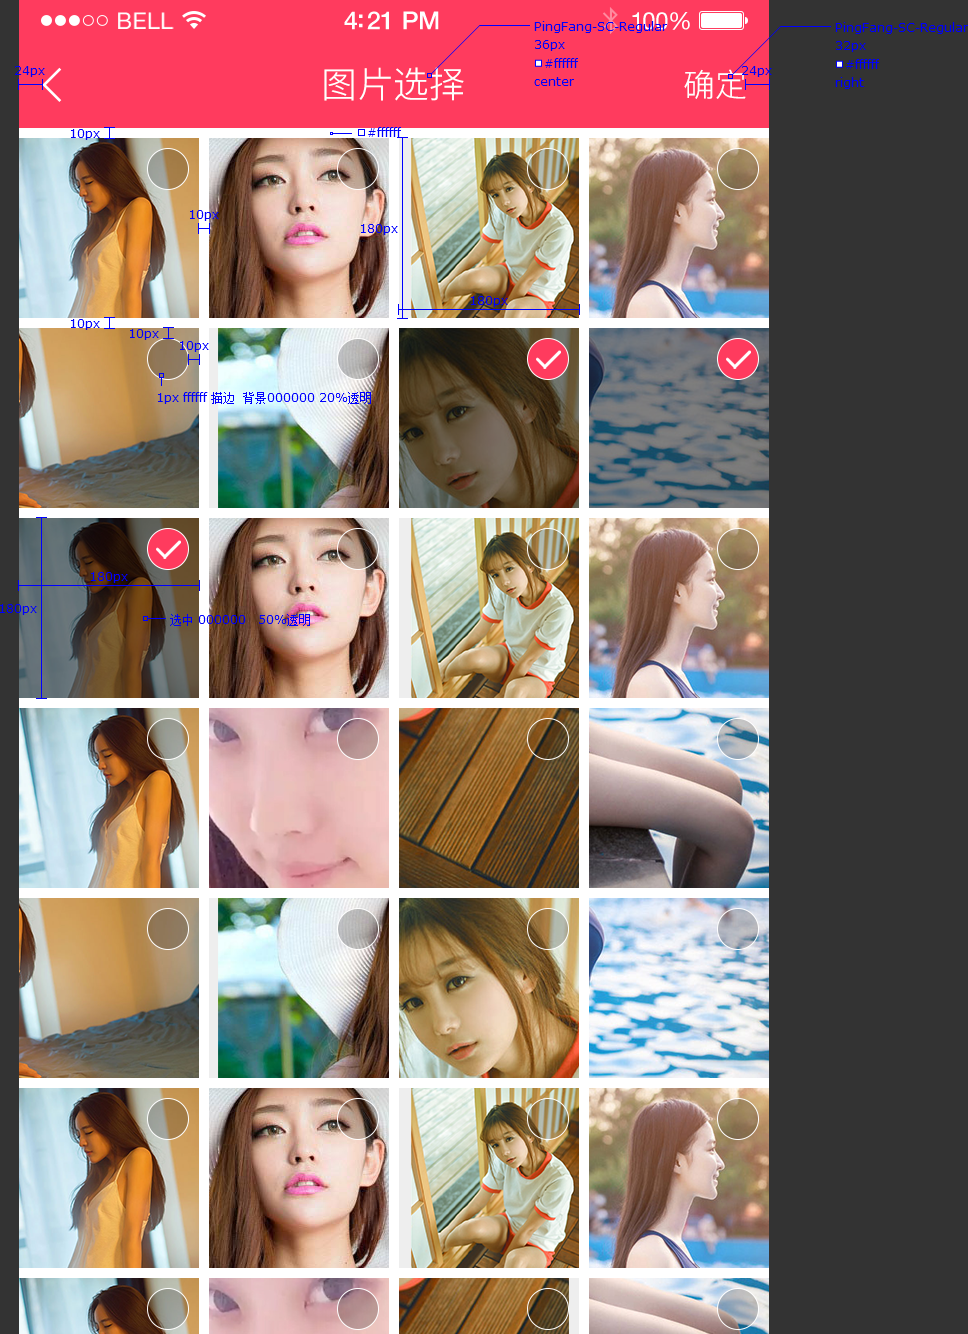 BELL
4:21 PM
100%
PingFang-SC-Regular
36px
#ffffff
center
PingFang-SC-Regular
32px
#ffffff
right
24px
图片选择
确定
24px
10px
#ffffff
10px
180px
180px
10px
10px
10px
1px ffffff 描边 背景000000 20%透明
180px
180px
选中 000000 50%透明